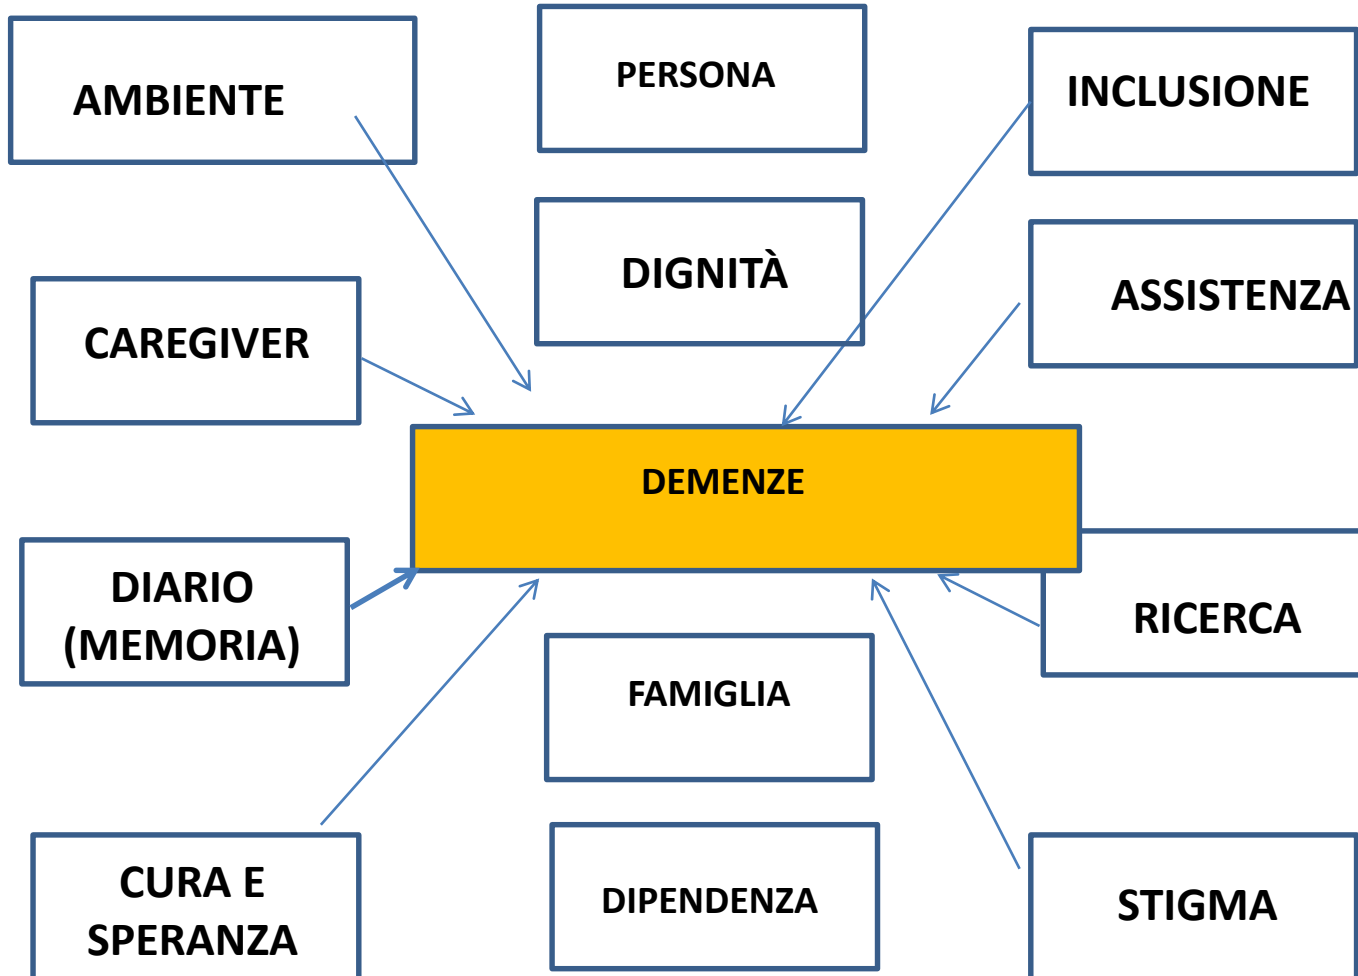 AMBIENTE
PERSONA
INCLUSIONE
DIGNITÀ
ASSISTENZA
CAREGIVER
DEMENZE
DIARIO
(MEMORIA)
RICERCA
FAMIGLIA
CURA E
SPERANZA
DIPENDENZA
STIGMA